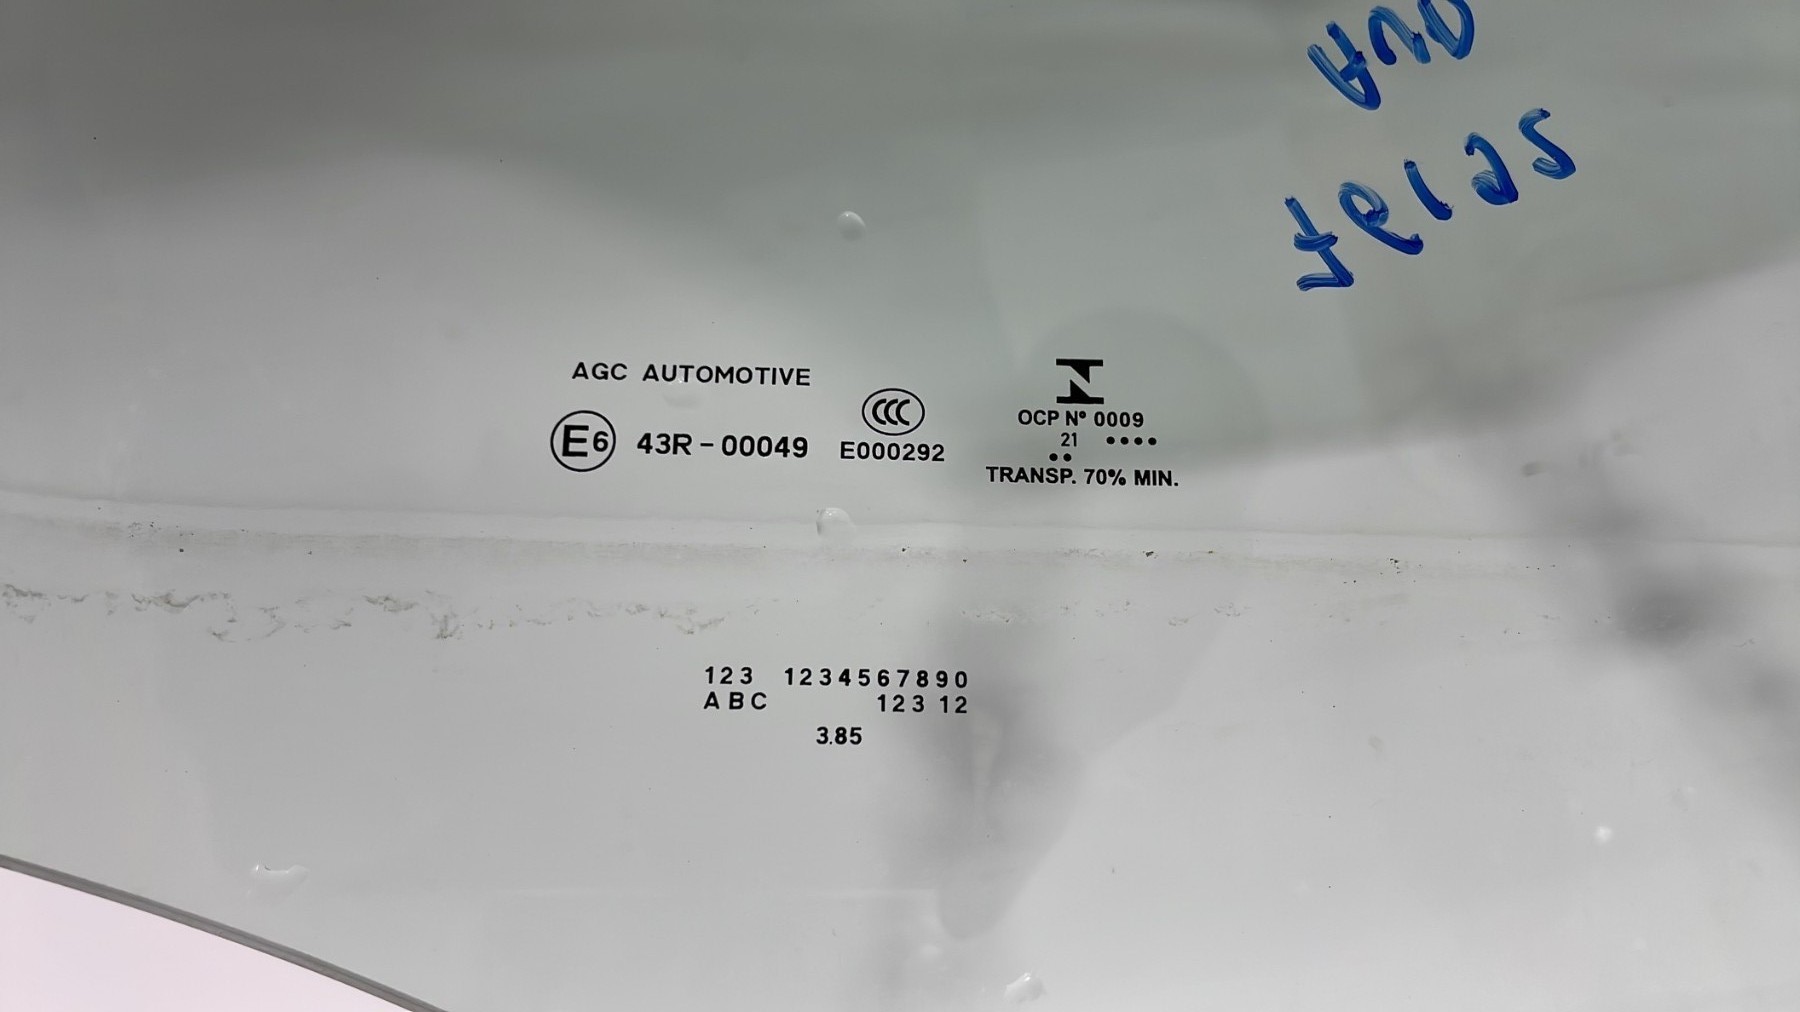 AGC AUTOMOTIVE
E6 43R-00049
CCC
E000292
OCP Nº 0009
21 ••••
••
TRANSP. 70% MIN.
123 1234567890
ABC 123 12
3.85